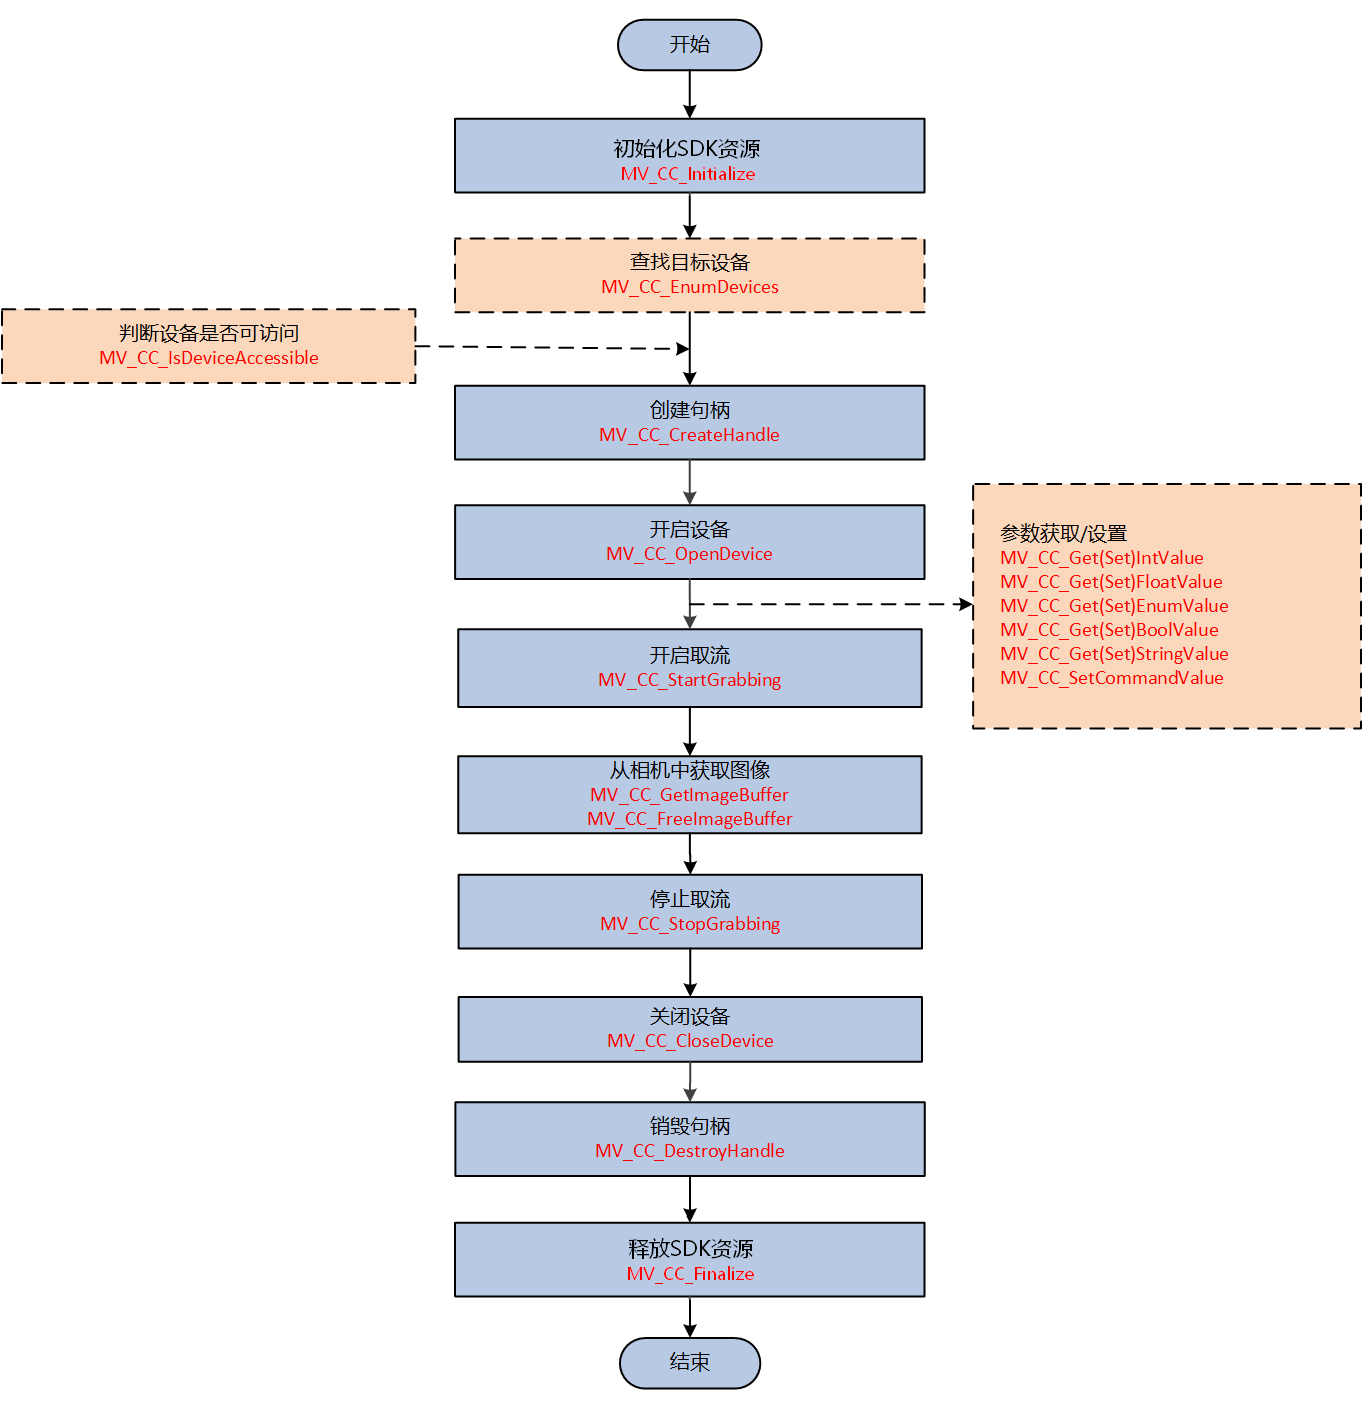 开始
初始化SDK资源
MV_CC_Initialize
查找目标设备
MV_CC_EnumDevices
判断设备是否可访问
MV_CC_IsDeviceAccessible
创建句柄
MV_CC_CreateHandle
开启设备
MV_CC_OpenDevice
参数获取/设置
MV_CC_Get(Set)IntValue
MV_CC_Get(Set)FloatValue
MV_CC_Get(Set)EnumValue
MV_CC_Get(Set)BoolValue
MV_CC_Get(Set)StringValue
MV_CC_SetCommandValue
开启取流
MV_CC_StartGrabbing
从相机中获取图像
MV_CC_GetImageBuffer
MV_CC_FreeImageBuffer
停止取流
MV_CC_StopGrabbing
关闭设备
MV_CC_CloseDevice
销毁句柄
MV_CC_DestroyHandle
释放SDK资源
MV_CC_Finalize
结束